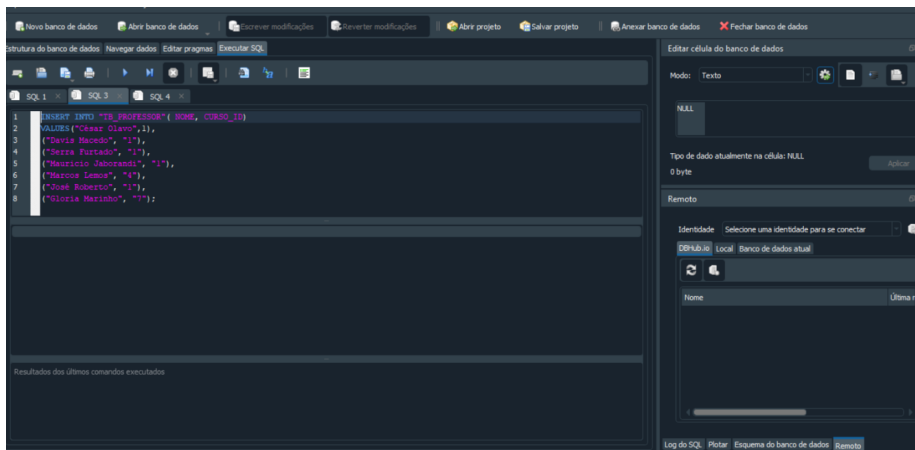 Novo banco de dados Abrir banco de dados Escrever modificações Reverter modificações Abrir projeto Salvar projeto Anexar banco de dados Fechar banco de dados
Estrutura do banco de dados Navegar dados Editar pragmas Executar SQL
SQL 1 SQL 3 SQL 4
1 INSERT INTO "TB_PROFESSOR"( NOME, CURSO_ID)
2 VALUES("César Olavo",1),
3 ("Davis Macedo", "1"),
4 ("Serra Furtado", "1"),
5 ("Mauricio Jaborandi", "1"),
6 ("Marcos Lemos", "4"),
7 ("José Roberto", "1"),
8 ("Gloria Marinho", "7");
Resultados dos últimos comandos executados
Editar célula do banco de dados
Modo: Texto
NULL
Tipo de dado atualmente na célula: NULL
0 byte
Aplicar
Remoto
Identidade Selecione uma identidade para se conectar
DBHub.io Local Banco de dados atual
Nome Última
Log do SQL Plotar Esquema do banco de dados Remoto